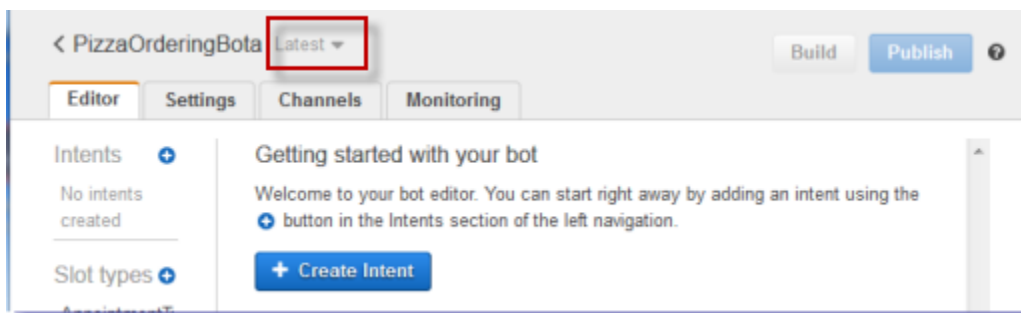 < PizzaOrderingBota Latest
Build
Publish
Editor
Settings
Channels
Monitoring
Intents
No intents
created
Slot types
Getting started with your bot
Welcome to your bot editor. You can start right away by adding an intent using the
button in the Intents section of the left navigation.
+ Create Intent